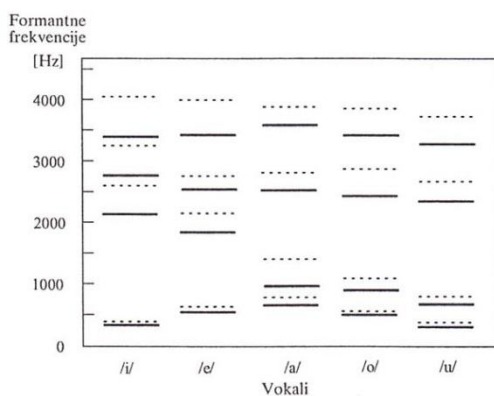 Formantne
frekvencije
[Hz]
4000
3000
2000
1000
0
/i/ /e/ /a/ /o/ /u/
Vokali